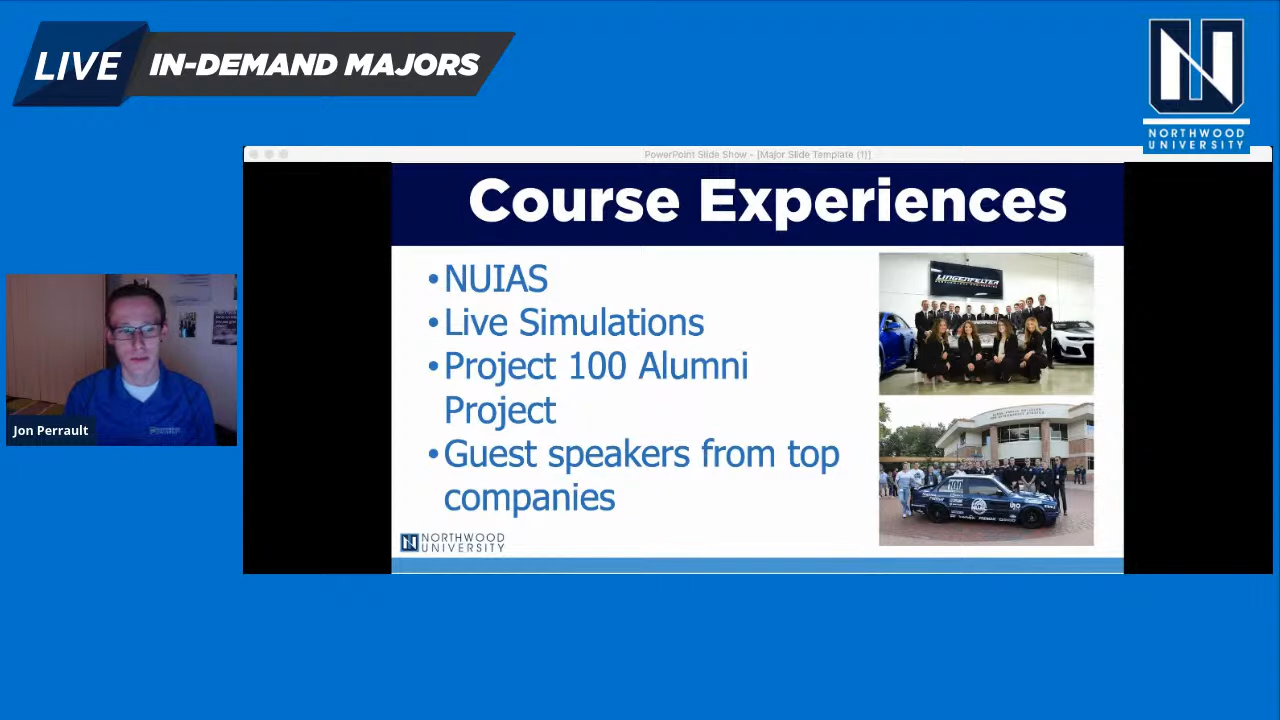 LIVE
IN-DEMAND MAJORS
NORTHWOOD
UNIVERSITY
PowerPoint Slide Show - [Major Slide Template (1)]
Course Experiences
•NUIAS
•Live Simulations
•Project 100 Alumni
Project
•Guest speakers from top
companies
LINGENFELTER
NORTHWOOD
UNIVERSITY
Jon Perrault